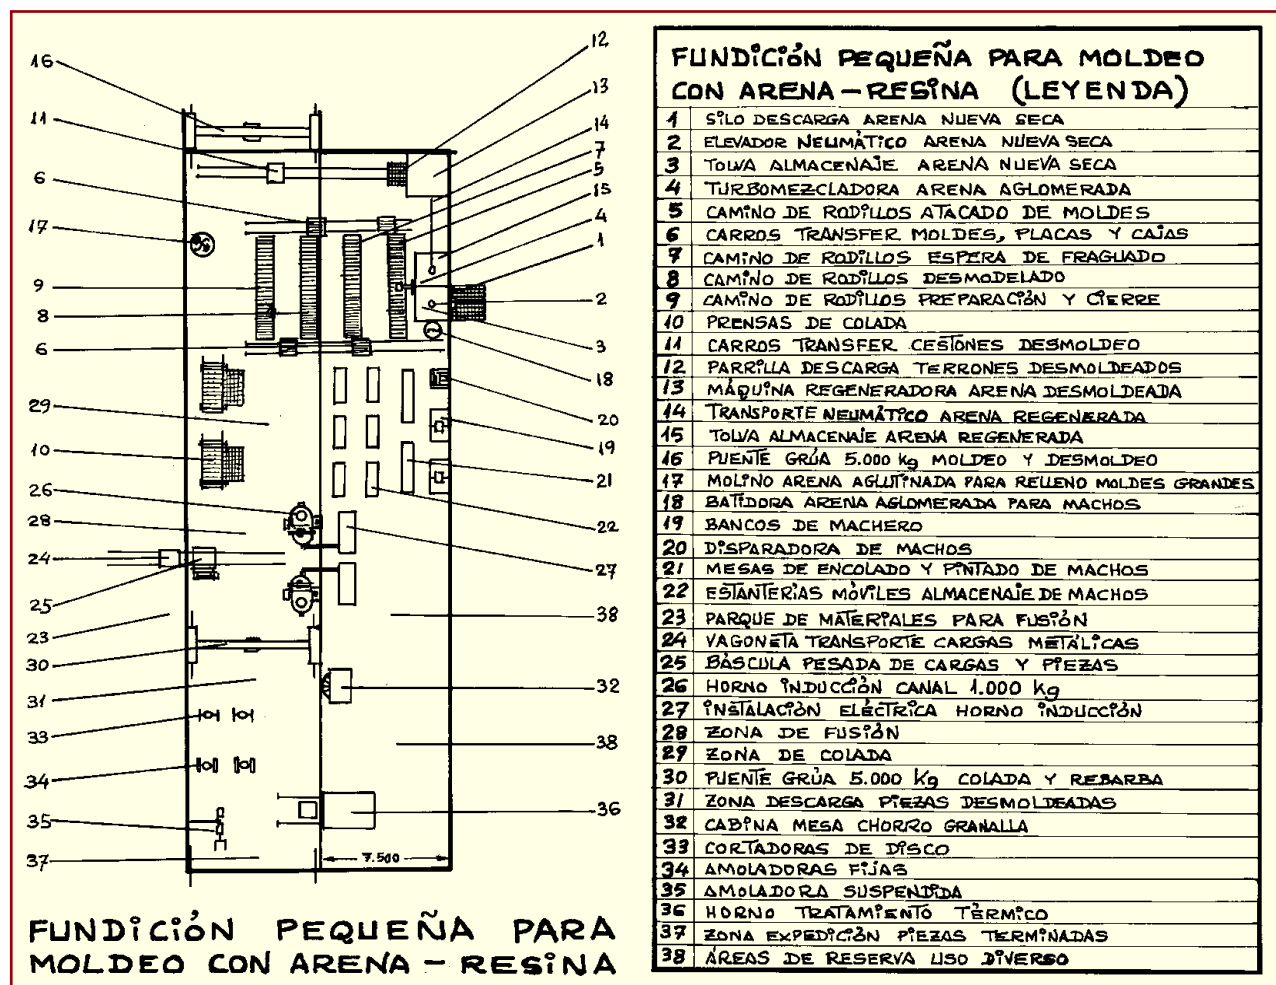 16
11
6
17
9
8
6
29
10
26
28
24
25
23
30
31
33
34
35
37
12
13
14
7
5
15
4
1
2
3
18
20
19
21
22
27
38
32
38
36
7.500
FUNDICIÓN PEQUEÑA PARA
MOLDEO CON ARENA - RESINA
FUNDICIÓN PEQUEÑA PARA MOLDEO
CON ARENA - RESINA (LEYENDA)
1 SILO DESCARGA ARENA NUEVA SECA
2 ELEVADOR NEUMÁTICO ARENA NUEVA SECA
3 TOLVA ALMACENAJE ARENA NUEVA SECA
4 TURBOMEZCLADORA ARENA AGLOMERADA
5 CAMINO DE RODILLOS ATACADO DE MOLDES
6 CARROS TRANSFER MOLDES, PLACAS Y CAJAS
7 CAMINO DE RODILLOS ESPERA DE FRAGUADO
8 CAMINO DE RODILLOS DESMODELADO
9 CAMINO DE RODILLOS PREPARACIÓN Y CIERRE
10 PRENSAS DE COLADA
11 CARROS TRANSFER CESTONES DESMOLDEO
12 PARRILLA DESCARGA TERRONES DESMOLDEADOS
13 MÁQUINA REGENERADORA ARENA DESMOLDEADA
14 TRANSPORTE NEUMÁTICO ARENA REGENERADA
15 TOLVA ALMACENAJE ARENA REGENERADA
16 PUENTE GRÚA 5.000 Kg MOLDEO Y DESMOLDEO
17 MOLINO ARENA AGLUTINADA PARA RELLENO MOLDES GRANDES
18 BATIDORA ARENA AGLOMERADA PARA MACHOS
19 BANCOS DE MACHERO
20 DISPARADORA DE MACHOS
21 MESAS DE ENCOLADO Y PINTADO DE MACHOS
22 ESTANTERÍAS MÓVILES ALMACENAJE DE MACHOS
23 PARQUE DE MATERIALES PARA FUSIÓN
24 VAGONETA TRANSPORTE CARGAS METÁLICAS
25 BÁSCULA PESADA DE CARGAS Y PIEZAS
26 HORNO INDUCCIÓN CANAL 1.000 Kg
27 INSTALACIÓN ELÉCTRICA HORNO INDUCCIÓN
28 ZONA DE FUSIÓN
29 ZONA DE COLADA
30 PUENTE GRÚA 5.000 Kg COLADA Y REBARBA
31 ZONA DESCARGA PIEZAS DESMOLDEADAS
32 CABINA MESA CHORRO GRANALLA
33 CORTADORAS DE DISCO
34 AMOLADORAS FIJAS
35 AMOLADORA SUSPENDIDA
36 HORNO TRATAMIENTO TÉRMICO
37 ZONA EXPEDICIÓN PIEZAS TERMINADAS
38 ÁREAS DE RESERVA USO DIVERSO